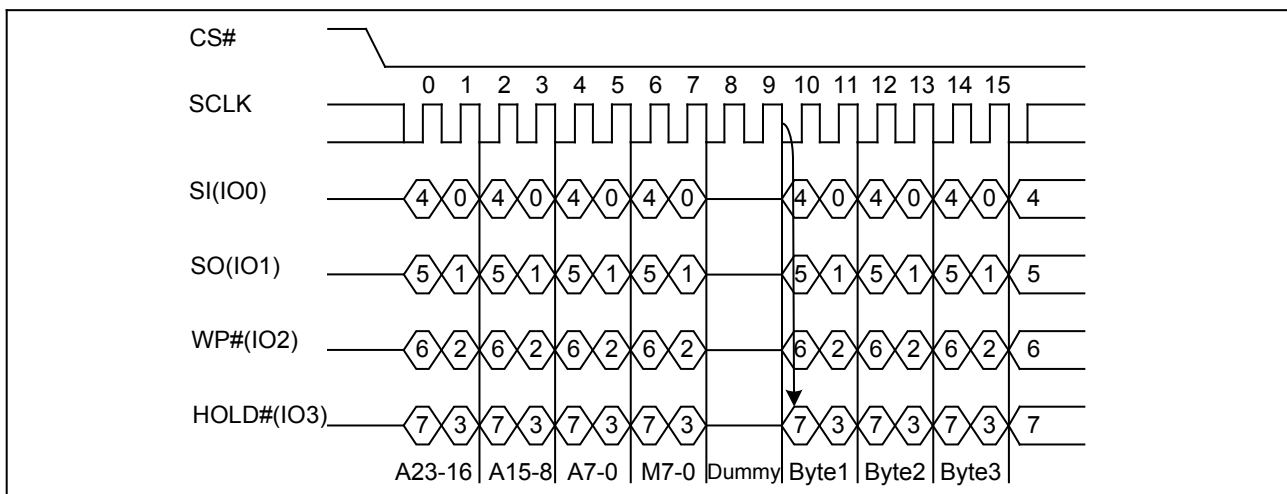 CS#
0 1 2 3 4 5 6 7 8 9 10 11 12 13 14 15
SCLK
SI(IO0) 4 0 4 0 4 0 4 0 4 0 4 0 4 0 4
SO(IO1) 5 1 5 1 5 1 5 1 5 1 5 1 5 1 5
WP#(IO2) 6 2 6 2 6 2 6 2 6 2 6 2 6 2 6
HOLD#(IO3) 7 3 7 3 7 3 7 3 7 3 7 3 7 3 7
A23-16 A15-8 A7-0 M7-0 Dummy Byte1 Byte2 Byte3